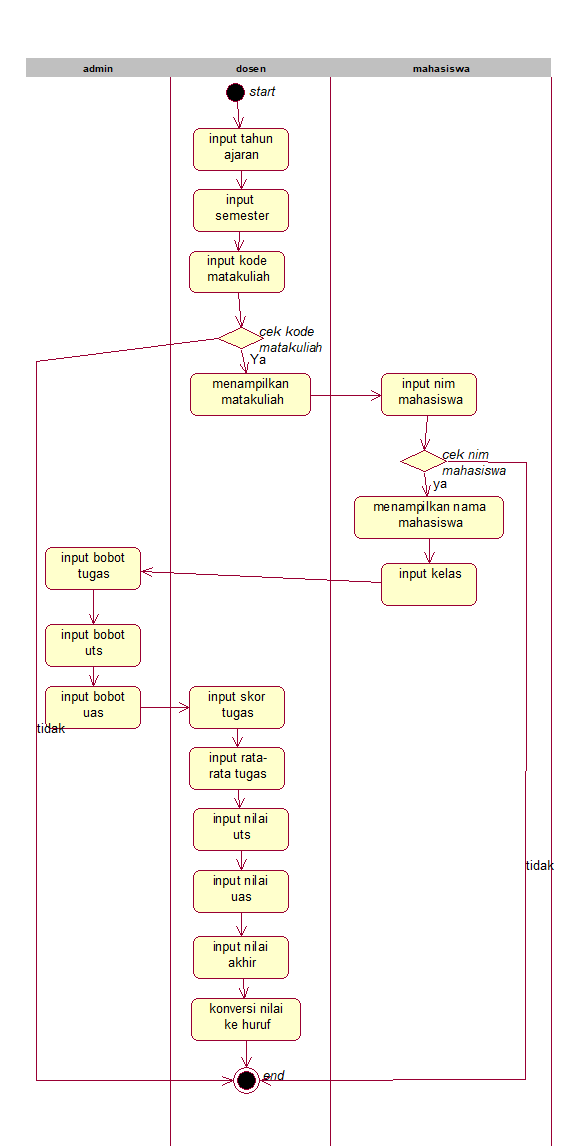 admin
dosen
mahasiswa
start
input tahun
ajaran
input
semester
input kode
matakuliah
cek kode
matakuliah
Ya
menampilkan
matakuliah
input nim
mahasiswa
cek nim
mahasiswa
ya
menampilkan nama
mahasiswa
input kelas
input bobot
tugas
input bobot
uts
input bobot
uas
tidak
input skor
tugas
input rata-
rata tugas
input nilai
uts
tidak
input nilai
uas
input nilai
akhir
konversi nilai
ke huruf
end